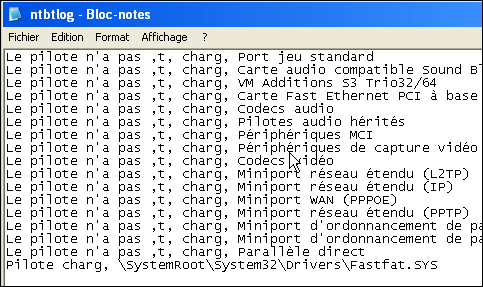 ntbtlog - Bloc-notes
Fichier Edition Format Affichage ?
Le pilote n'a pas ,t, charg, Port jeu standard
Le pilote n'a pas ,t, charg, Carte audio compatible Sound Bl
Le pilote n'a pas ,t, charg, VM Additions S3 Trio32/64
Le pilote n'a pas ,t, charg, Carte Fast Ethernet PCI à base
Le pilote n'a pas ,t, charg, Codecs audio
Le pilote n'a pas ,t, charg, Pilotes audio hérités
Le pilote n'a pas ,t, charg, Périphériques MCI
Le pilote n'a pas ,t, charg, Périphériques de capture vidéo
Le pilote n'a pas ,t, charg, Codecs vidéo
Le pilote n'a pas ,t, charg, Miniport réseau étendu (L2TP)
Le pilote n'a pas ,t, charg, Miniport réseau étendu (IP)
Le pilote n'a pas ,t, charg, Miniport WAN (PPPOE)
Le pilote n'a pas ,t, charg, Miniport réseau étendu (PPTP)
Le pilote n'a pas ,t, charg, Miniport d'ordonnancement de pa
Le pilote n'a pas ,t, charg, Miniport d'ordonnancement de pa
Le pilote n'a pas ,t, charg, Parallèle direct
Pilote charg, \SystemRoot\System32\Drivers\Fastfat.SYS